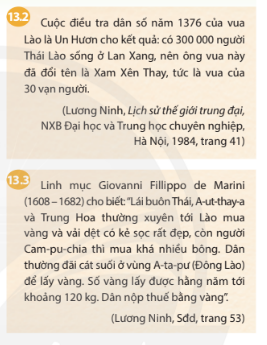 13.2
Cuộc điều tra dân số năm 1376 của vua
Lào là Un Hươn cho kết quả: có 300 000 người
Thái Lào sống ở Lan Xang, nên ông vua này
đã đổi tên là Xam Xên Thay, tức là vua của
30 vạn người.
(Lương Ninh, Lịch sử thế giới trung đại,
NXB Đại học và Trung học chuyên nghiệp,
Hà Nội, 1984, trang 41)
13.3
Linh mục Giovanni Fillippo de Marini
(1608 – 1682) cho biết: "Lái buôn Thái, A-ut-thay-a
và Trung Hoa thường xuyên tới Lào mua
vàng và vải dệt có kẻ sọc rất đẹp, còn người
Cam-pu-chia thì mua khá nhiều bông. Dân
thường đãi cát suối ở vùng A-ta-pư (Đông Lào)
để lấy vàng. Số vàng lấy được hằng năm tới
khoảng 120 kg. Dân nộp thuế bằng vàng".
(Lương Ninh, Sđd, trang 53)